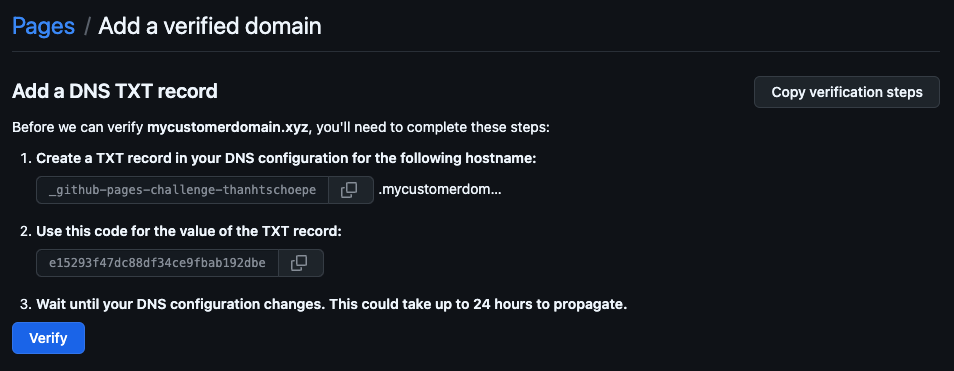 Pages / Add a verified domain
Add a DNS TXT record
Copy verification steps
Before we can verify mycustomerdomain.xyz, you'll need to complete these steps:
1. Create a TXT record in your DNS configuration for the following hostname:
_github-pages-challenge-thanhtschoepe .mycustomerdom...
2. Use this code for the value of the TXT record:
e15293f47dc88df34ce9fbab192dbe
3. Wait until your DNS configuration changes. This could take up to 24 hours to propagate.
Verify